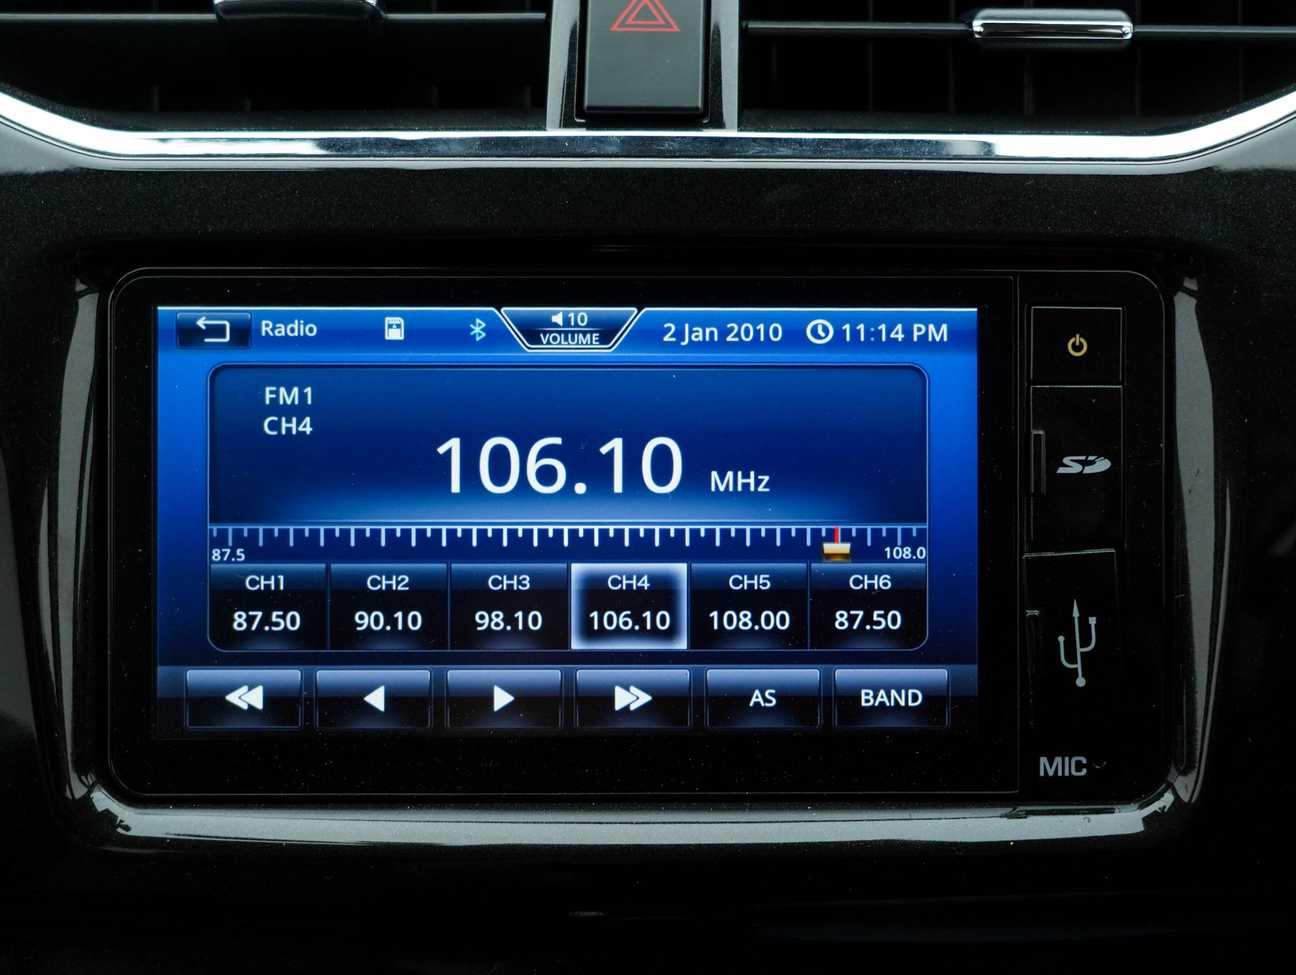 Radio
10
VOLUME
2 Jan 2010 11:14 PM
FM1
CH4
106.10 MHz
87.5 108.0
CH1 CH2 CH3 CH4 CH5 CH6
87.50 90.10 98.10 106.10 108.00 87.50
AS BAND
SD
MIC